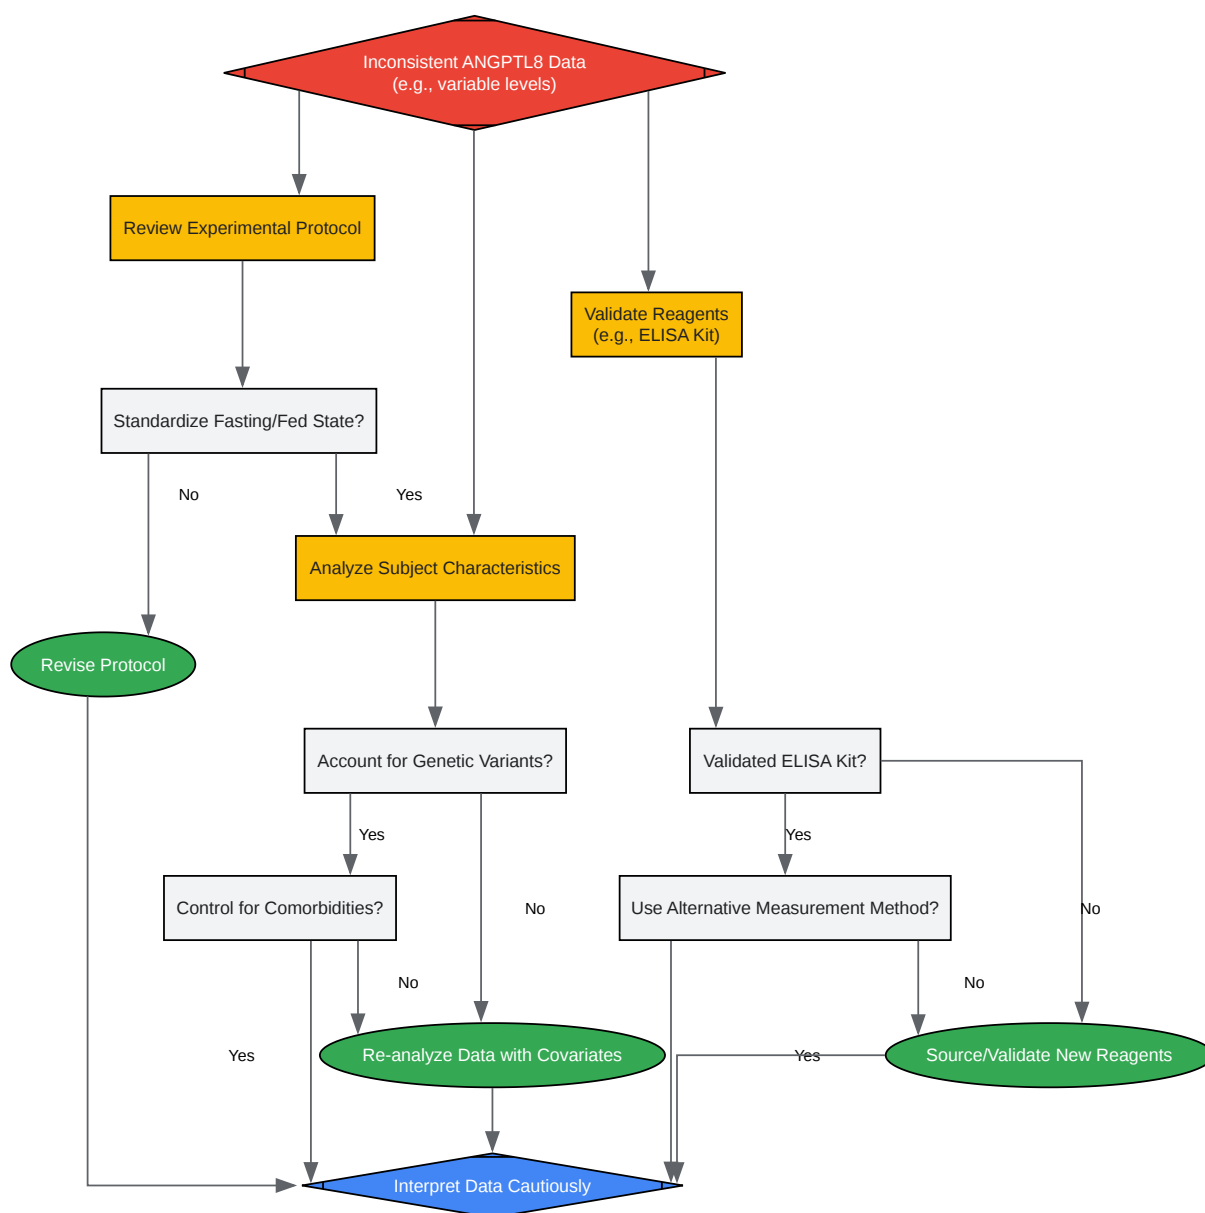 Inconsistent ANGPTL8 Data
(e.g., variable levels)
Review Experimental Protocol
Validate Reagents
(e.g., ELISA Kit)
Standardize Fasting/Fed State?
No
Yes
Analyze Subject Characteristics
Revise Protocol
Account for Genetic Variants?
Validated ELISA Kit?
Yes
Yes
Control for Comorbidities?
Use Alternative Measurement Method?
No
No
No
No
Yes
Re-analyze Data with Covariates
Yes
Source/Validate New Reagents
Interpret Data Cautiously